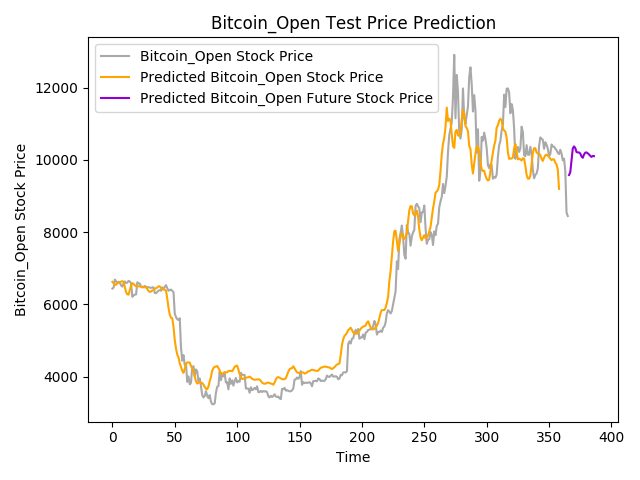 Bitcoin_Open Test Price Prediction
Bitcoin_Open Stock Price
Predicted Bitcoin_Open Stock Price
Predicted Bitcoin_Open Future Stock Price
Bitcoin_Open Stock Price
12000
10000
8000
6000
4000
0 50 100 150 200 250 300 350 400
Time